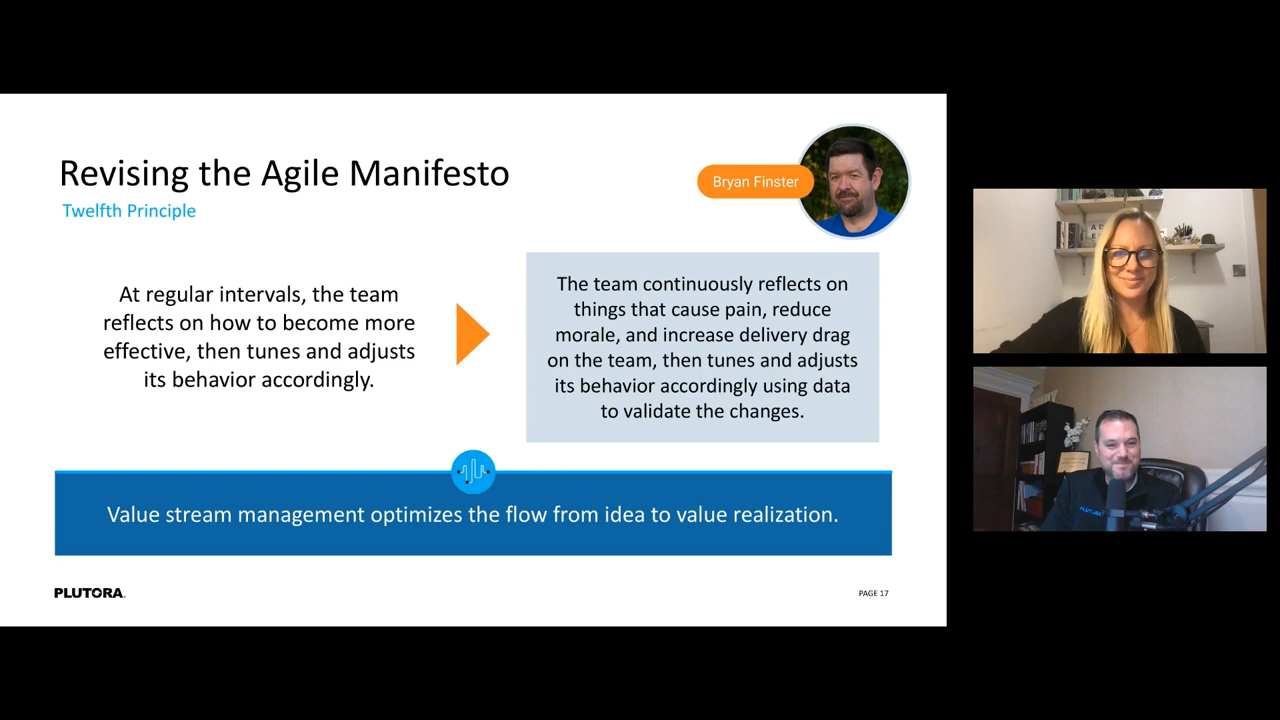 Revising the Agile Manifesto
Twelfth Principle
Bryan Finster
At regular intervals, the team
reflects on how to become more
effective, then tunes and adjusts
its behavior accordingly.
The team continuously reflects on
things that cause pain, reduce
morale, and increase delivery drag
on the team, then tunes and adjusts
its behavior accordingly using data
to validate the changes.
Value stream management optimizes the flow from idea to value realization.
PLUTORA
PAGE 17
PLUTORA